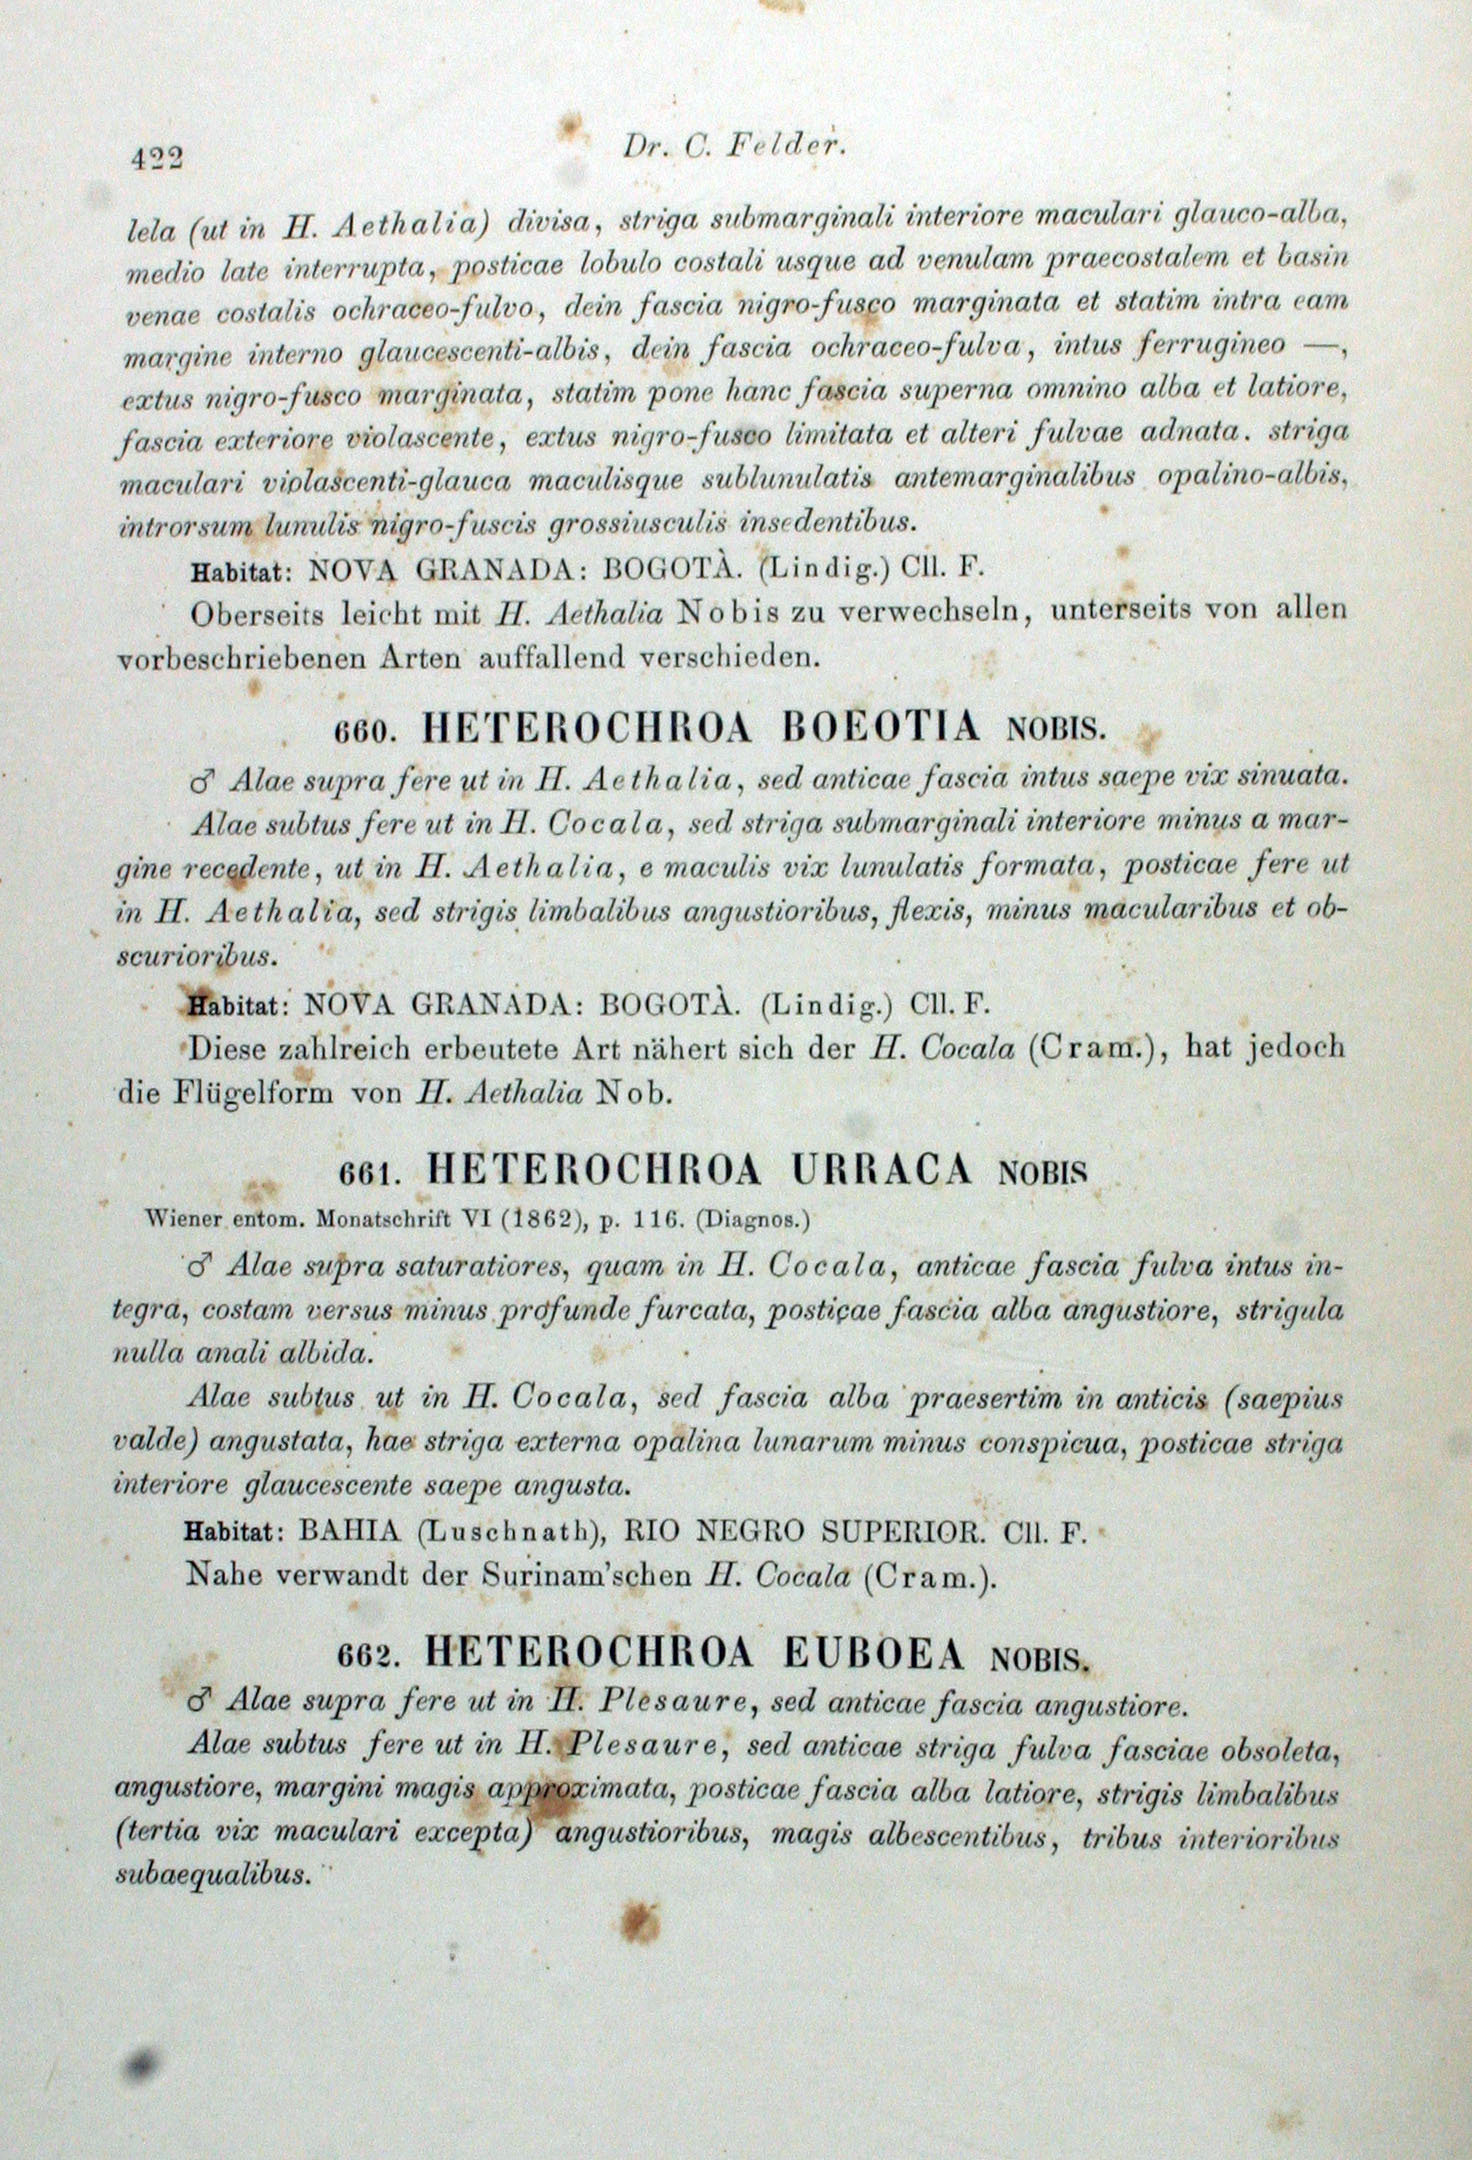 422
Dr. C. Felder.
lela (ut in H. Aethalia) divisa, striga submarginali interiore maculari glauco-alba,
medio late interrupta, posticae lobulo costali usque ad venulam praecostalem et basin
venae costalis ochraceo-fulvo, dein fascia nigro-fusco marginata et statim intra eam
margine interno glaucescenti-albis, dein fascia ochraceo-fulva, intus ferrugineo —,
extus nigro-fusco marginata, statim pone hanc fascia superna omnino alba et latiore,
fascia exteriore violascente, extus nigro-fusco limitata et alteri fulvae adnata. striga
maculari violascenti-glauca maculisque sublunulatis antemarginalibus opalino-albis,
introrsum lunulis nigro-fuscis grossiusculis insedentibus.
Habitat: NOVA GRANADA: BOGOTÀ. (Lindig.) Cll. F.
Oberseits leicht mit H. Aethalia Nobis zu verwechseln, unterseits von allen
vorbeschriebenen Arten auffallend verschieden.
660. HETEROCHROA BOEOTIA NOBIS.
♂ Alae supra fere ut in H. Aethalia, sed anticae fascia intus saepe vix sinuata.
Alae subtus fere ut in H. Cocala, sed striga submarginali interiore minus a mar-
gine recedente, ut in H. Aethalia, e maculis vix lunulatis formata, posticae fere ut
in H. Aethalia, sed strigis limbalibus angustioribus, flexis, minus macularibus et ob-
scurioribus.
Habitat: NOVA GRANADA: BOGOTÀ. (Lindig.) Cll. F.
Diese zahlreich erbeutete Art nähert sich der H. Cocala (Cram.), hat jedoch
die Flügelform von H. Aethalia Nob.
661. HETEROCHROA URRACA NOBIS
Wiener entom. Monatschrift VI (1862), p. 116. (Diagnos.)
♂ Alae supra saturatiores, quam in H. Cocala, anticae fascia fulva intus in-
tegra, costam versus minus profunde furcata, posticae fascia alba angustiore, strigula
nulla anali albida.
Alae subtus ut in H. Cocala, sed fascia alba praesertim in anticis (saepius
valde) angustata, hae striga externa opalina lunarum minus conspicua, posticae striga
interiore glaucescente saepe angusta.
Habitat: BAHIA (Luschnath), RIO NEGRO SUPERIOR. Cll. F.
Nahe verwandt der Surinam'schen H. Cocala (Cram.).
662. HETEROCHROA EUBOEA NOBIS.
♂ Alae supra fere ut in H. Plesaure, sed anticae fascia angustiore.
Alae subtus fere ut in H. Plesaure, sed anticae striga fulva fasciae obsoleta,
angustiore, margini magis approximata, posticae fascia alba latiore, strigis limbalibus
(tertia vix maculari excepta) angustioribus, magis albescentibus, tribus interioribus
subaequalibus.